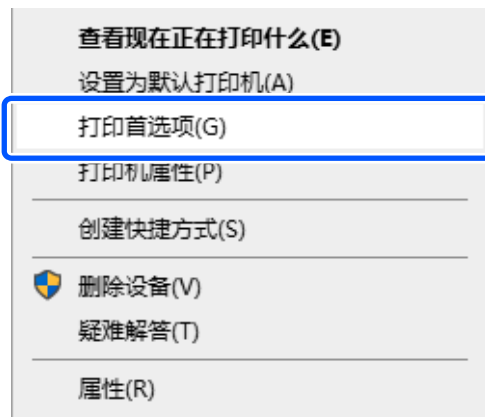 查看现在正在打印什么(E)
设置为默认打印机(A)
打印首选项(G)
打印机属性(P)
创建快捷方式(S)
删除设备(V)
疑难解答(T)
属性(R)